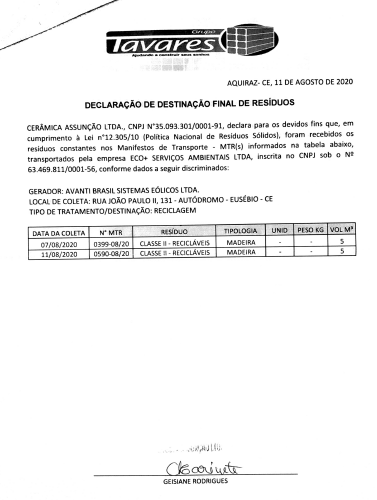 Grupo
Tavares
Ajudando a construir seus sonhos
AQUIRAZ- CE, 11 DE AGOSTO DE 2020
DECLARAÇÃO DE DESTINAÇÃO FINAL DE RESÍDUOS
CERÂMICA ASSUNÇÃO LTDA., CNPJ N°35.093.301/0001-91, declara para os devidos fins que, em
cumprimento à Lei n°12.305/10 (Política Nacional de Resíduos Sólidos), foram recebidos os
resíduos constantes nos Manifestos de Transporte - MTR(s) informados na tabela abaixo,
transportados pela empresa ECO+ SERVIÇOS AMBIENTAIS LTDA, inscrita no CNPJ sob o Nº
63.469.811/0001-56, conforme dados a seguir discriminados:
GERADOR: AVANTI BRASIL SISTEMAS EÓLICOS LTDA.
LOCAL DE COLETA: RUA JOÃO PAULO II, 131 - AUTÓDROMO - EUSÉBIO - CE
TIPO DE TRATAMENTO/DESTINAÇÃO: RECICLAGEM
DATA DA COLETA N° MTR RESÍDUO TIPOLOGIA UNID PESO KG VOL M³
07/08/2020 0399-08/20 CLASSE II - RECICLÁVEIS MADEIRA - - 5
11/08/2020 0590-08/20 CLASSE II - RECICLÁVEIS MADEIRA - - 5
GEISIANE RODRIGUES